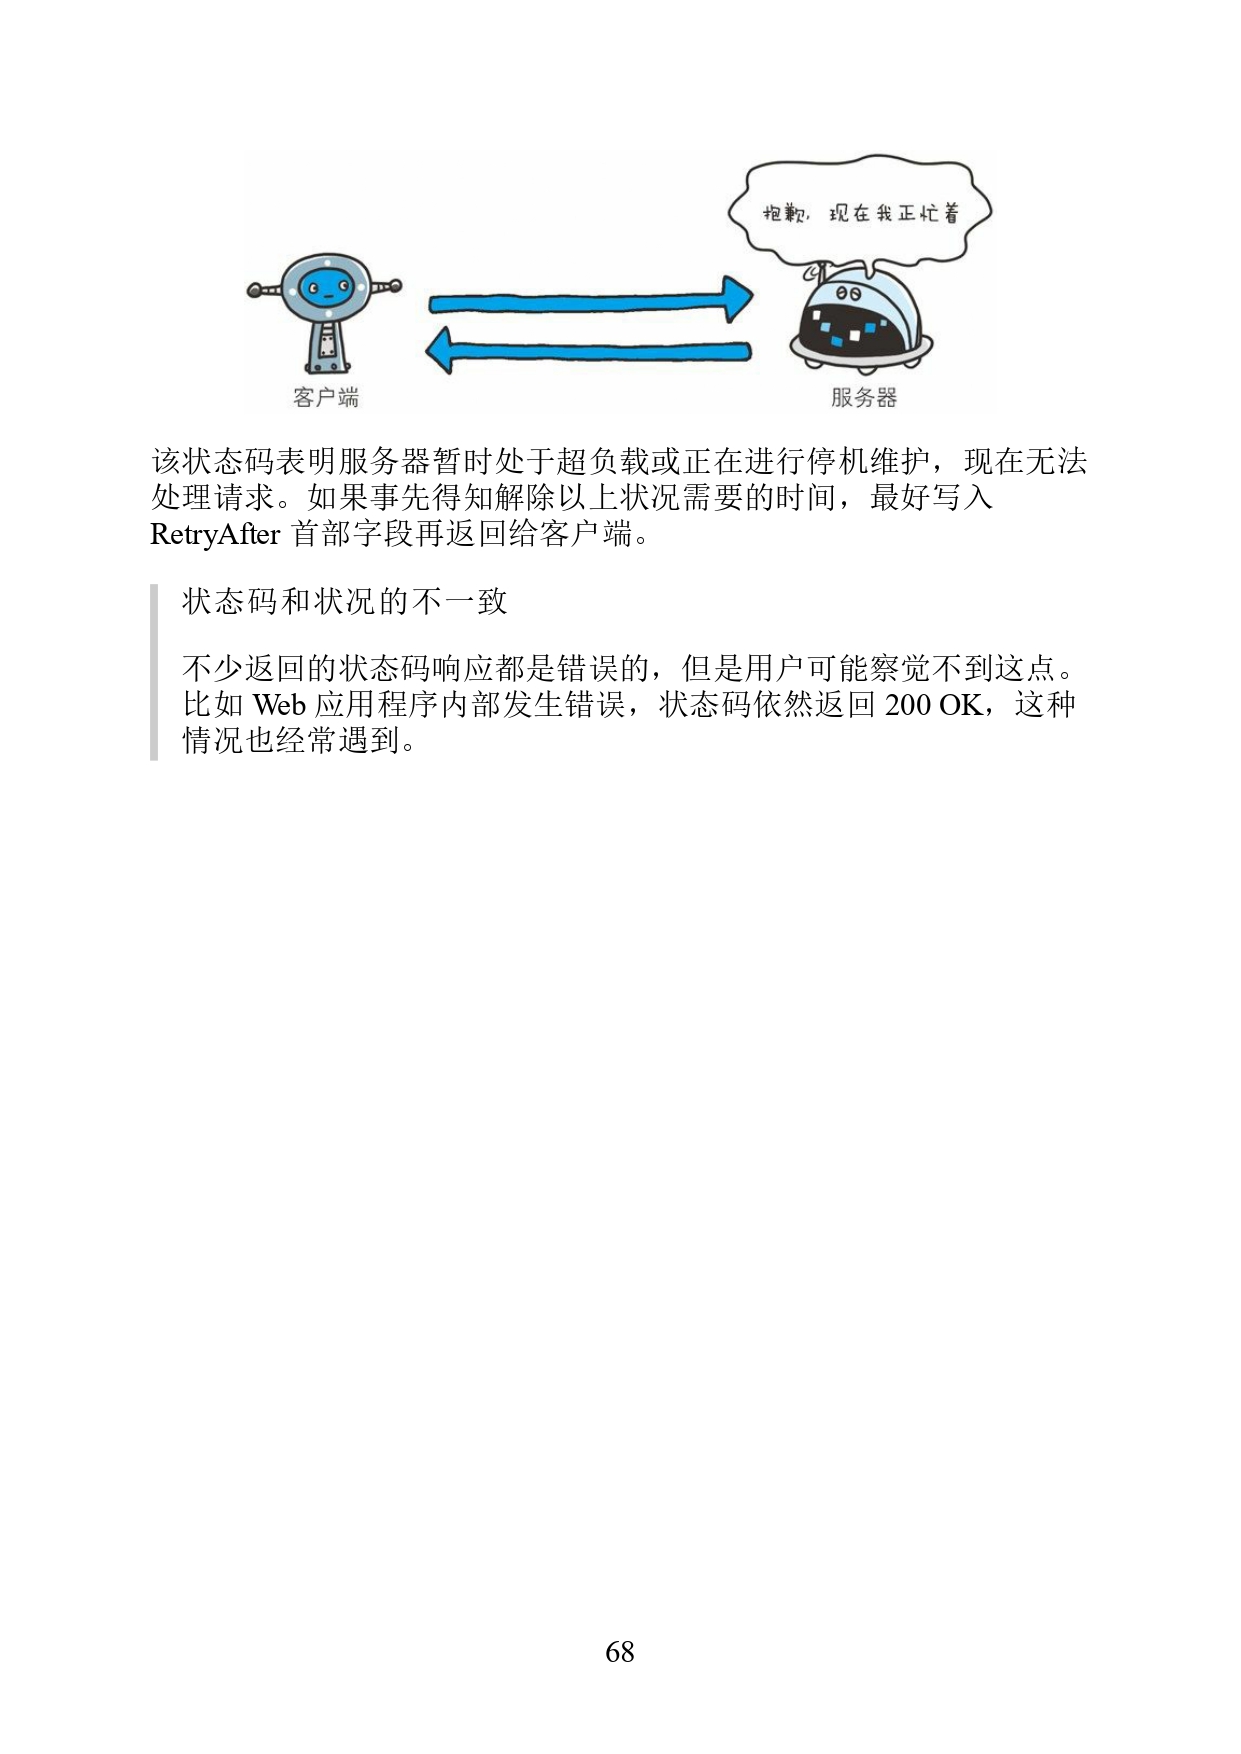 抱歉，现在我正忙着
客户端
服务器
该状态码表明服务器暂时处于超负载或正在进行停机维护，现在无法
处理请求。如果事先得知解除以上状况需要的时间，最好写入
RetryAfter 首部字段再返回给客户端。
状态码和状况的不一致
不少返回的状态码响应都是错误的，但是用户可能察觉不到这点。
比如 Web 应用程序内部发生错误，状态码依然返回 200 OK，这种
情况也经常遇到。
68